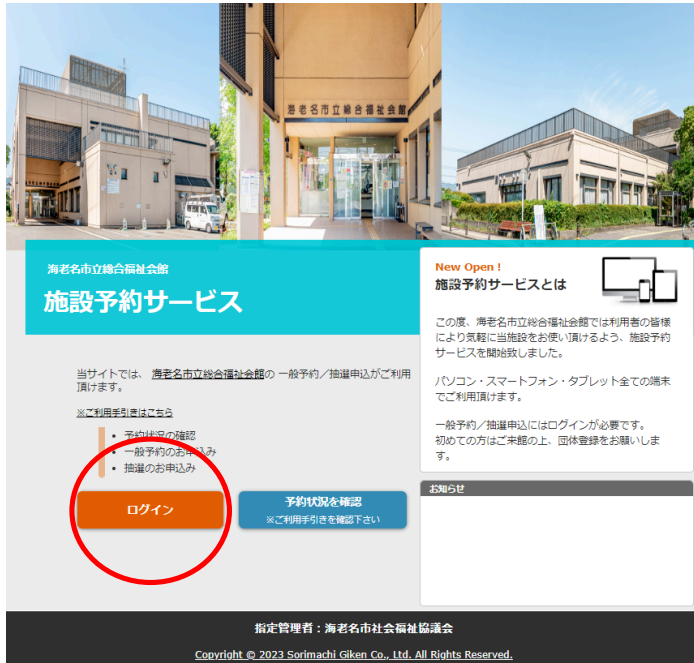 海老名市立総合福祉会館
海老名市立総合福祉会館
施設予約サービス
New Open !
施設予約サービスとは
この度、海老名市立総合福祉会館では利用者の皆様
により気軽に当施設をお使い頂けるよう、施設予約
サービスを開始致しました。
パソコン・スマートフォン・タブレット全ての端末
でご利用頂けます。
一般予約／抽選申込にはログインが必要です。
初めての方はご来館の上、団体登録をお願いしま
す。
当サイトでは、 海老名市立総合福祉会館の 一般予約／抽選申込がご利用
頂けます。
※ご利用手引きはこちら
• 予約状況の確認
• 一般予約のお申込み
• 抽選のお申込み
ログイン
予約状況を確認
※ご利用手引きを確認下さい
お知らせ
指定管理者：海老名市社会福祉協議会
Copyright © 2023 Sorimachi Giken Co., Ltd. All Rights Reserved.